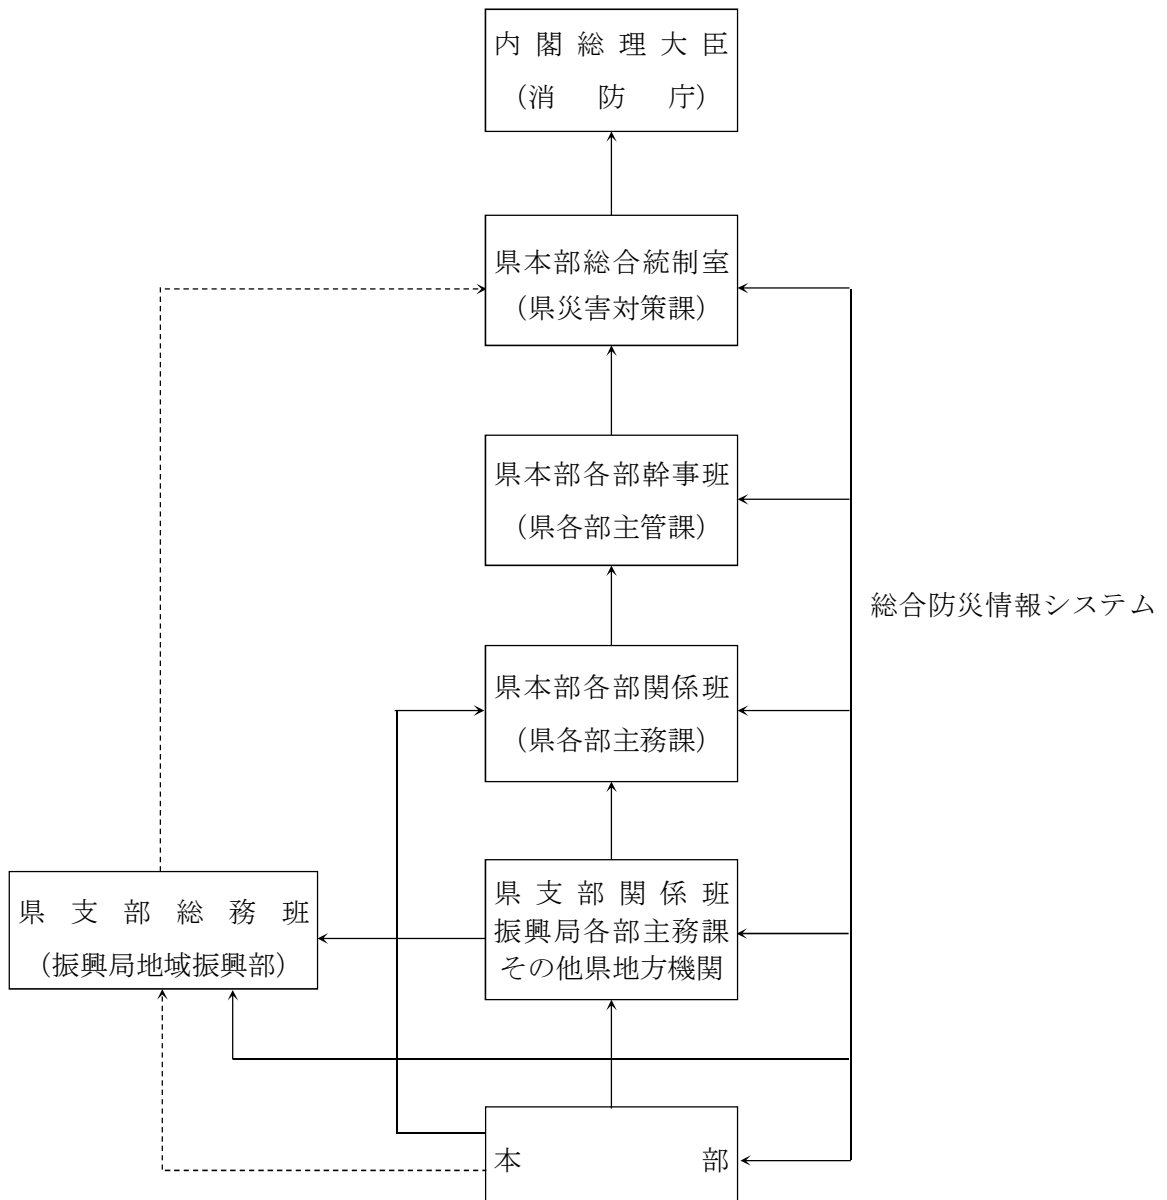 内閣総理大臣
(消防庁)
県本部総合統制室
(県災害対策課)
県本部各部幹事班
(県各部主管課)
総合防災情報システム
県本部各部関係班
(県各部主務課)
県支部関係班
振興局各部主務課
その他県地方機関
県支部総務班
(振興局地域振興部)
本部